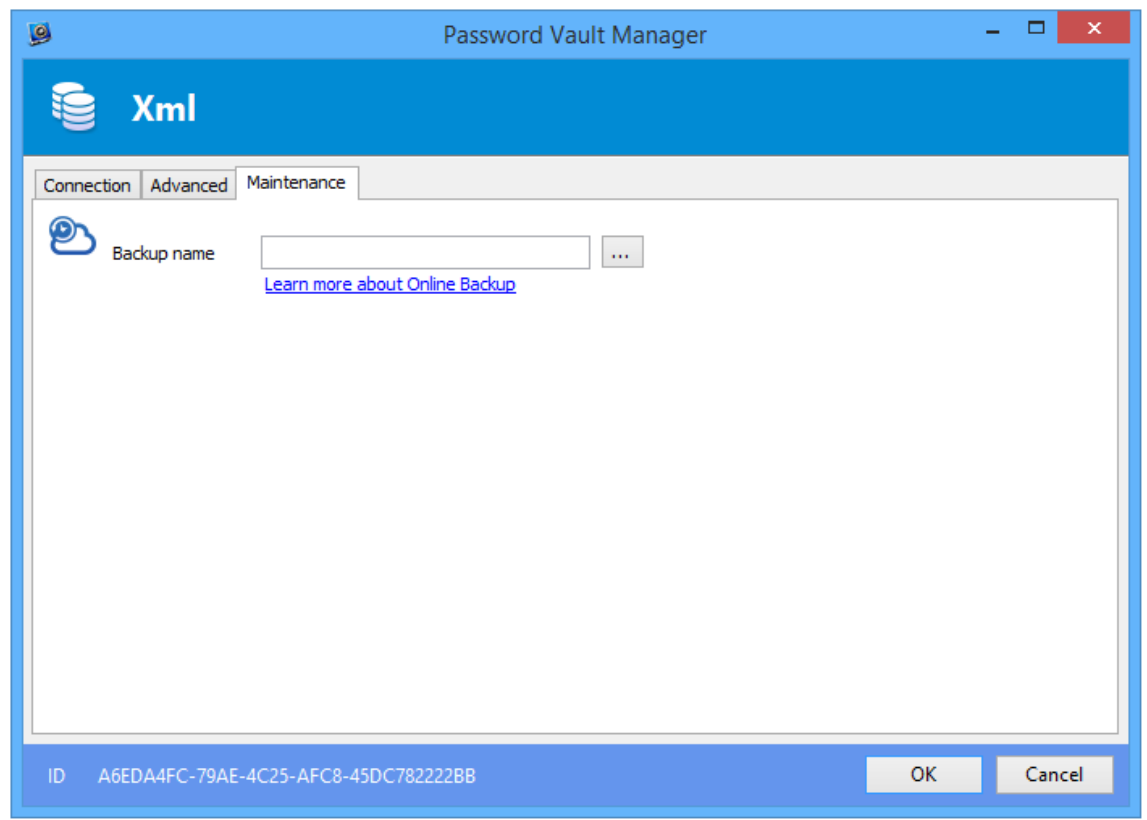 Password Vault Manager
Xml
Connection Advanced Maintenance
Backup name ...
Learn more about Online Backup
ID A6EDA4FC-79AE-4C25-AFC8-45DC782222BB OK Cancel